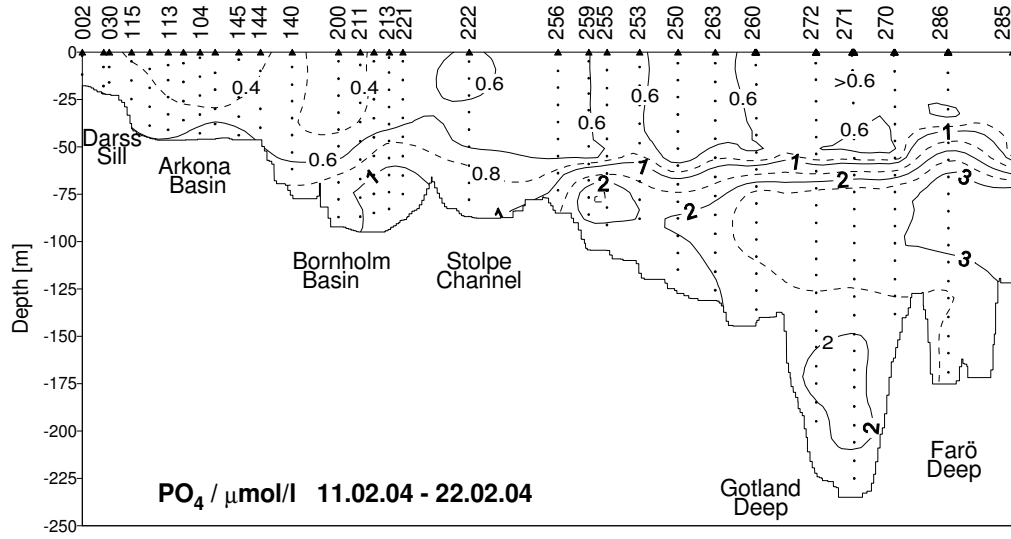 002 030 115 113 104 145 144 140 200 211 213 221 222 256 259 255 253 250 263 260 272 271 270 286 285
0
-25
-50
-75
-100
-125
-150
-175
-200
-225
-250
Depth [m]
0.4
0.4
0.6
0.6
0.6
0.6
>0.6
0.6
0.6
0.8
1
1
1
1
1
2
2
2
2
2
3
3
Darss
Sill
Arkona
Basin
Bornholm
Basin
Stolpe
Channel
Gotland
Deep
Farö
Deep
PO4 / µmol/l 11.02.04 - 22.02.04